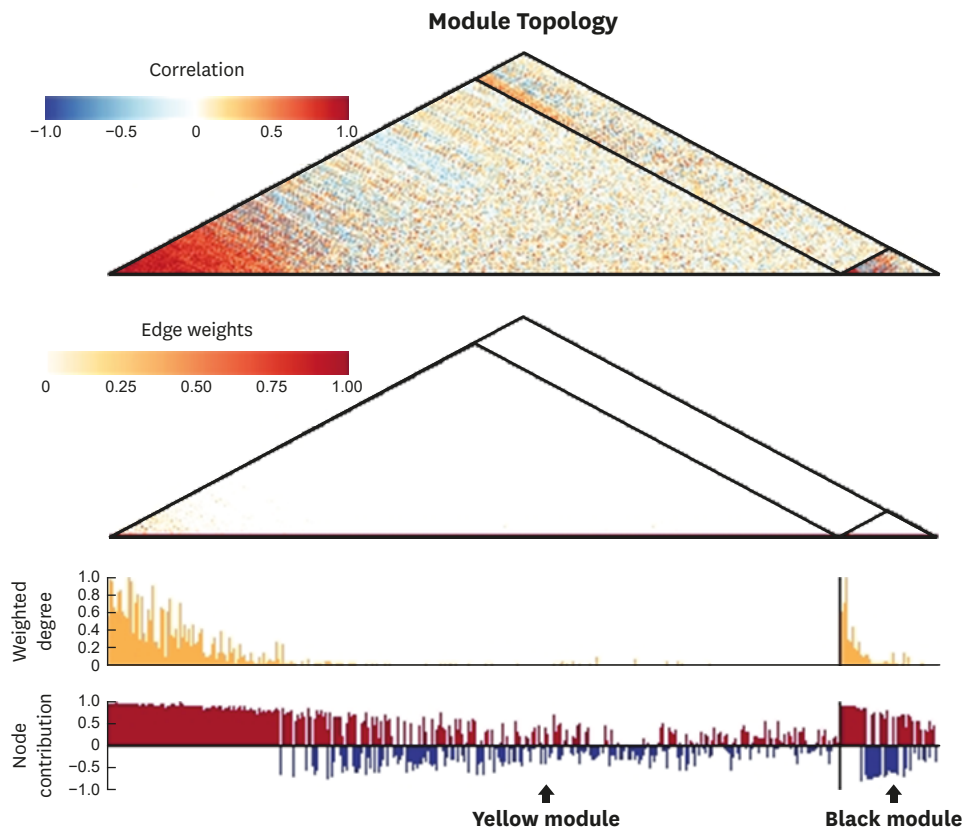 Module Topology
Correlation
−1.0 −0.5 0 0.5 1.0
Edge weights
0 0.25 0.50 0.75 1.00
Weighted
degree
1.0
0.8
0.6
0.4
0.2
0
Node
contribution
1.0
0.5
0
−0.5
−1.0
Yellow module
Black module